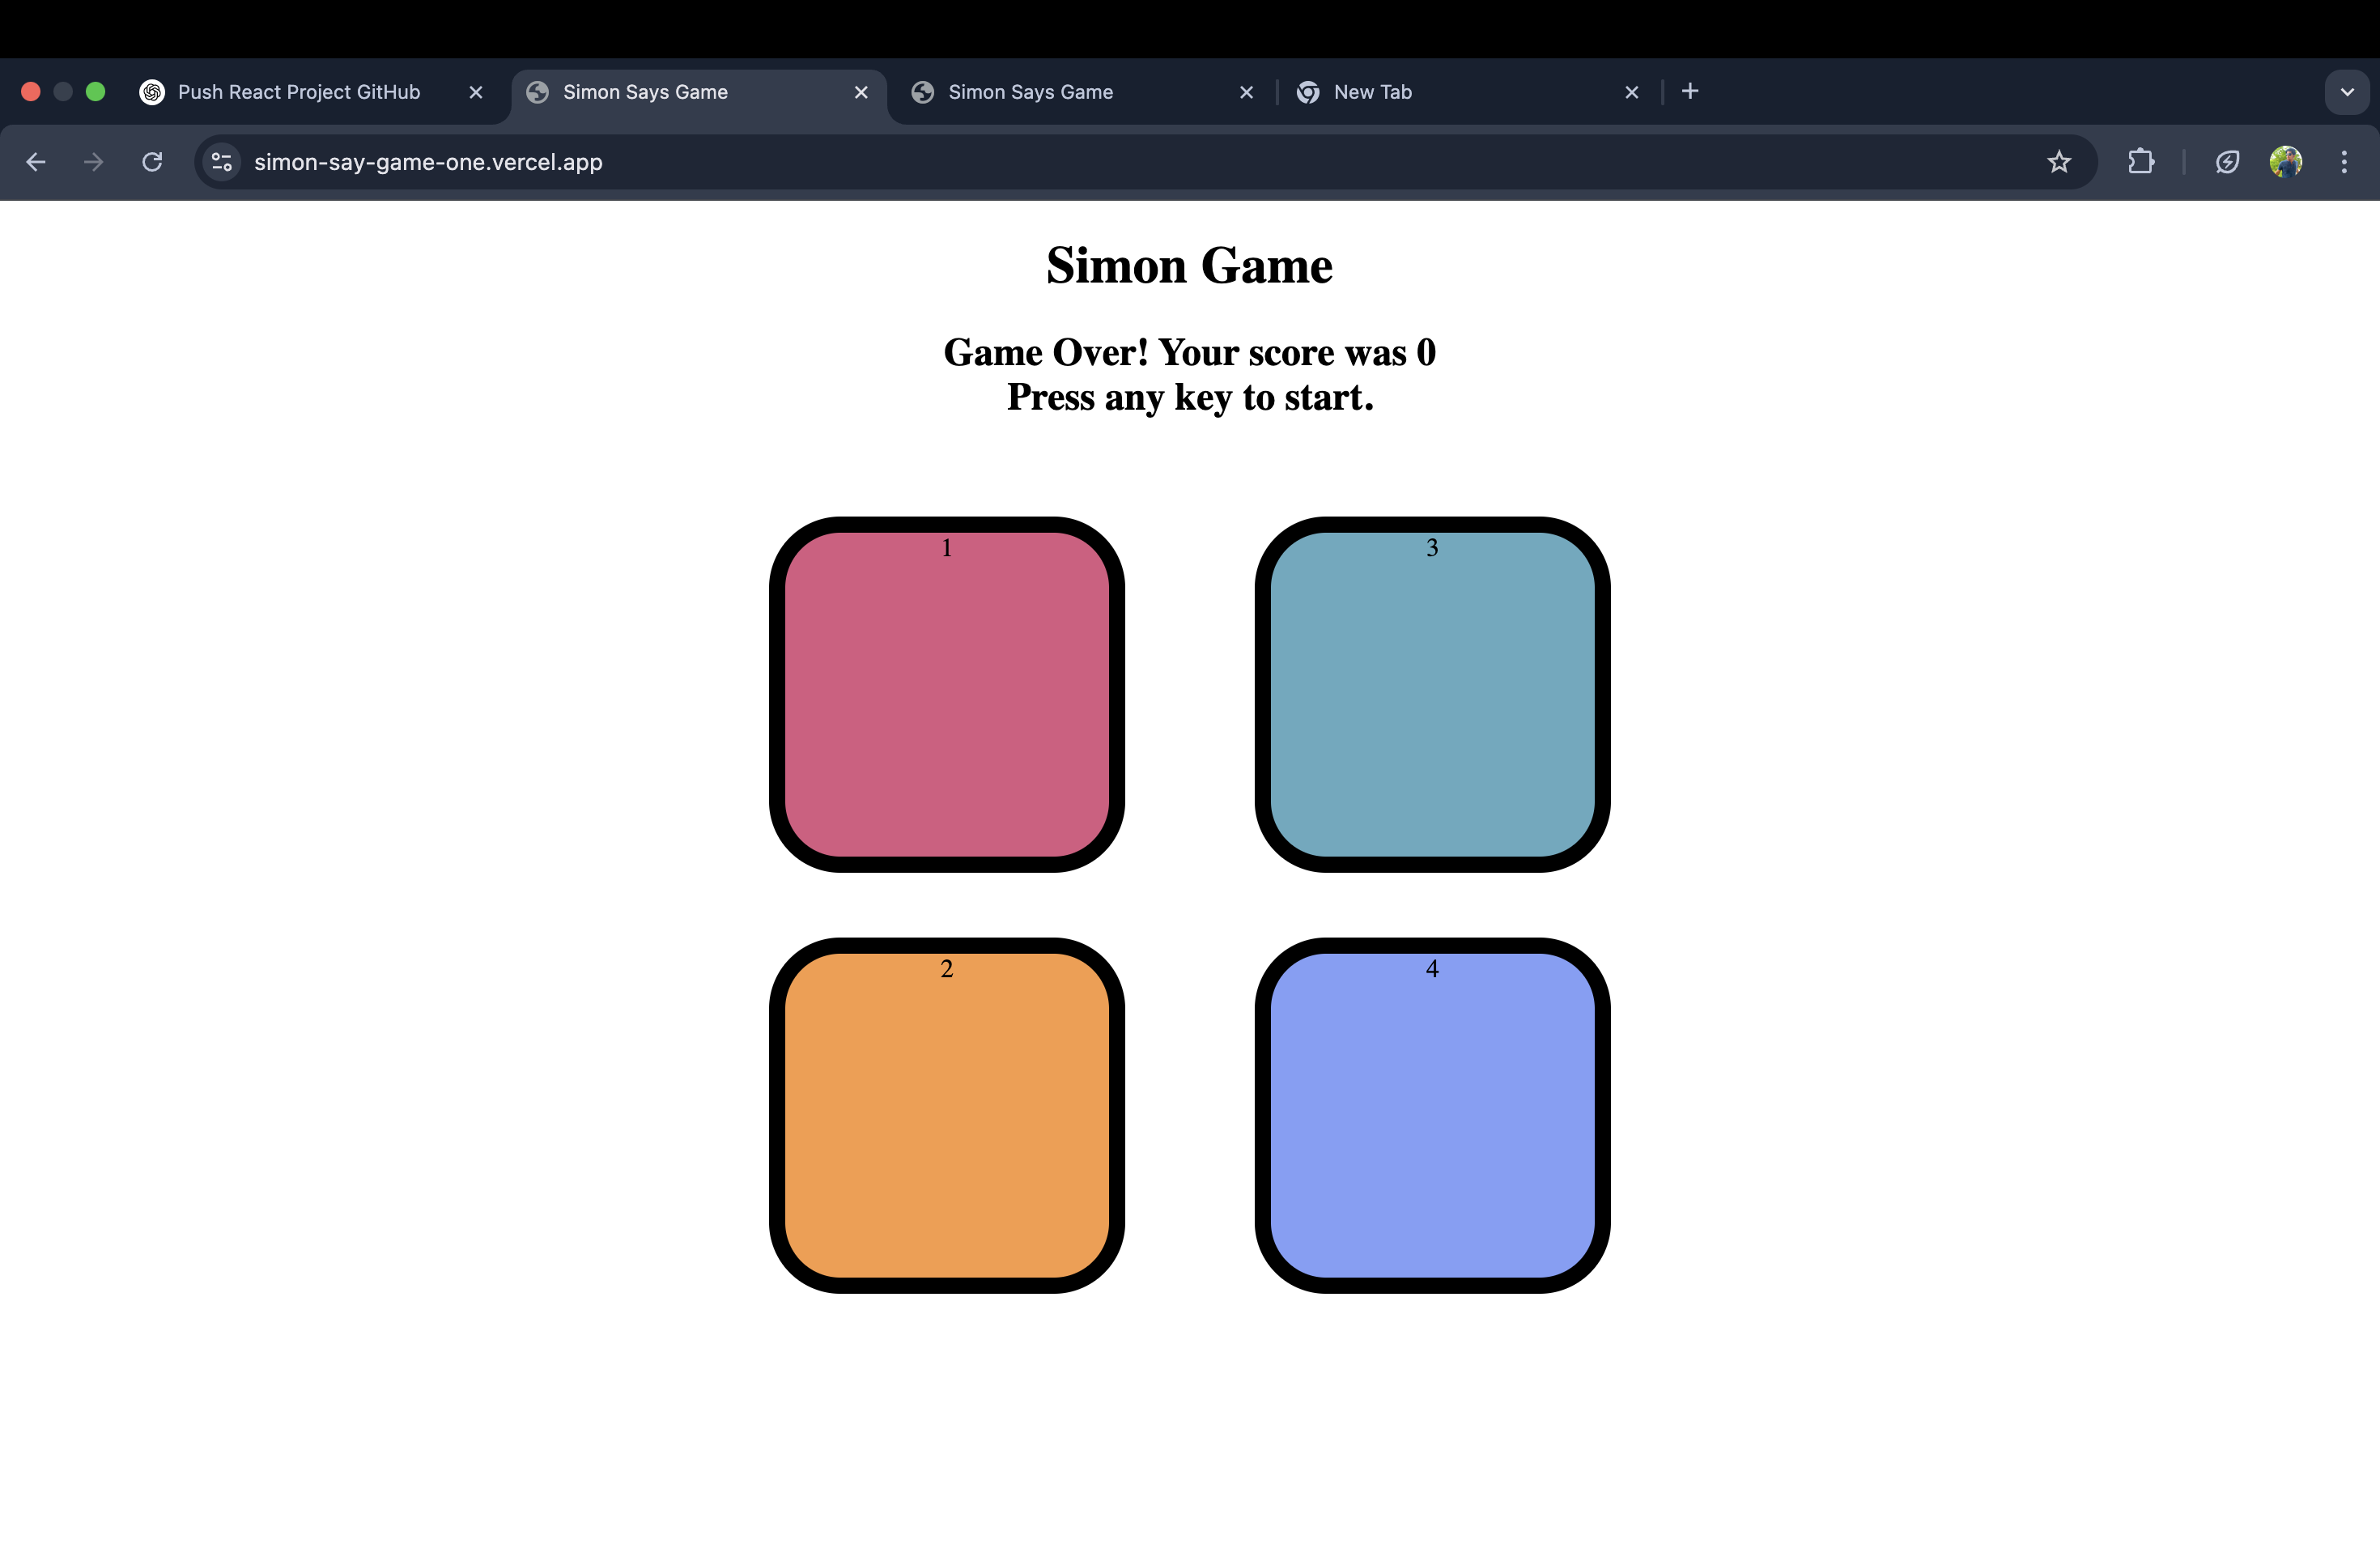 Push React Project GitHub
Simon Says Game
Simon Says Game
New Tab
simon-say-game-one.vercel.app
Simon Game
Game Over! Your score was 0
Press any key to start.
1
3
2
4